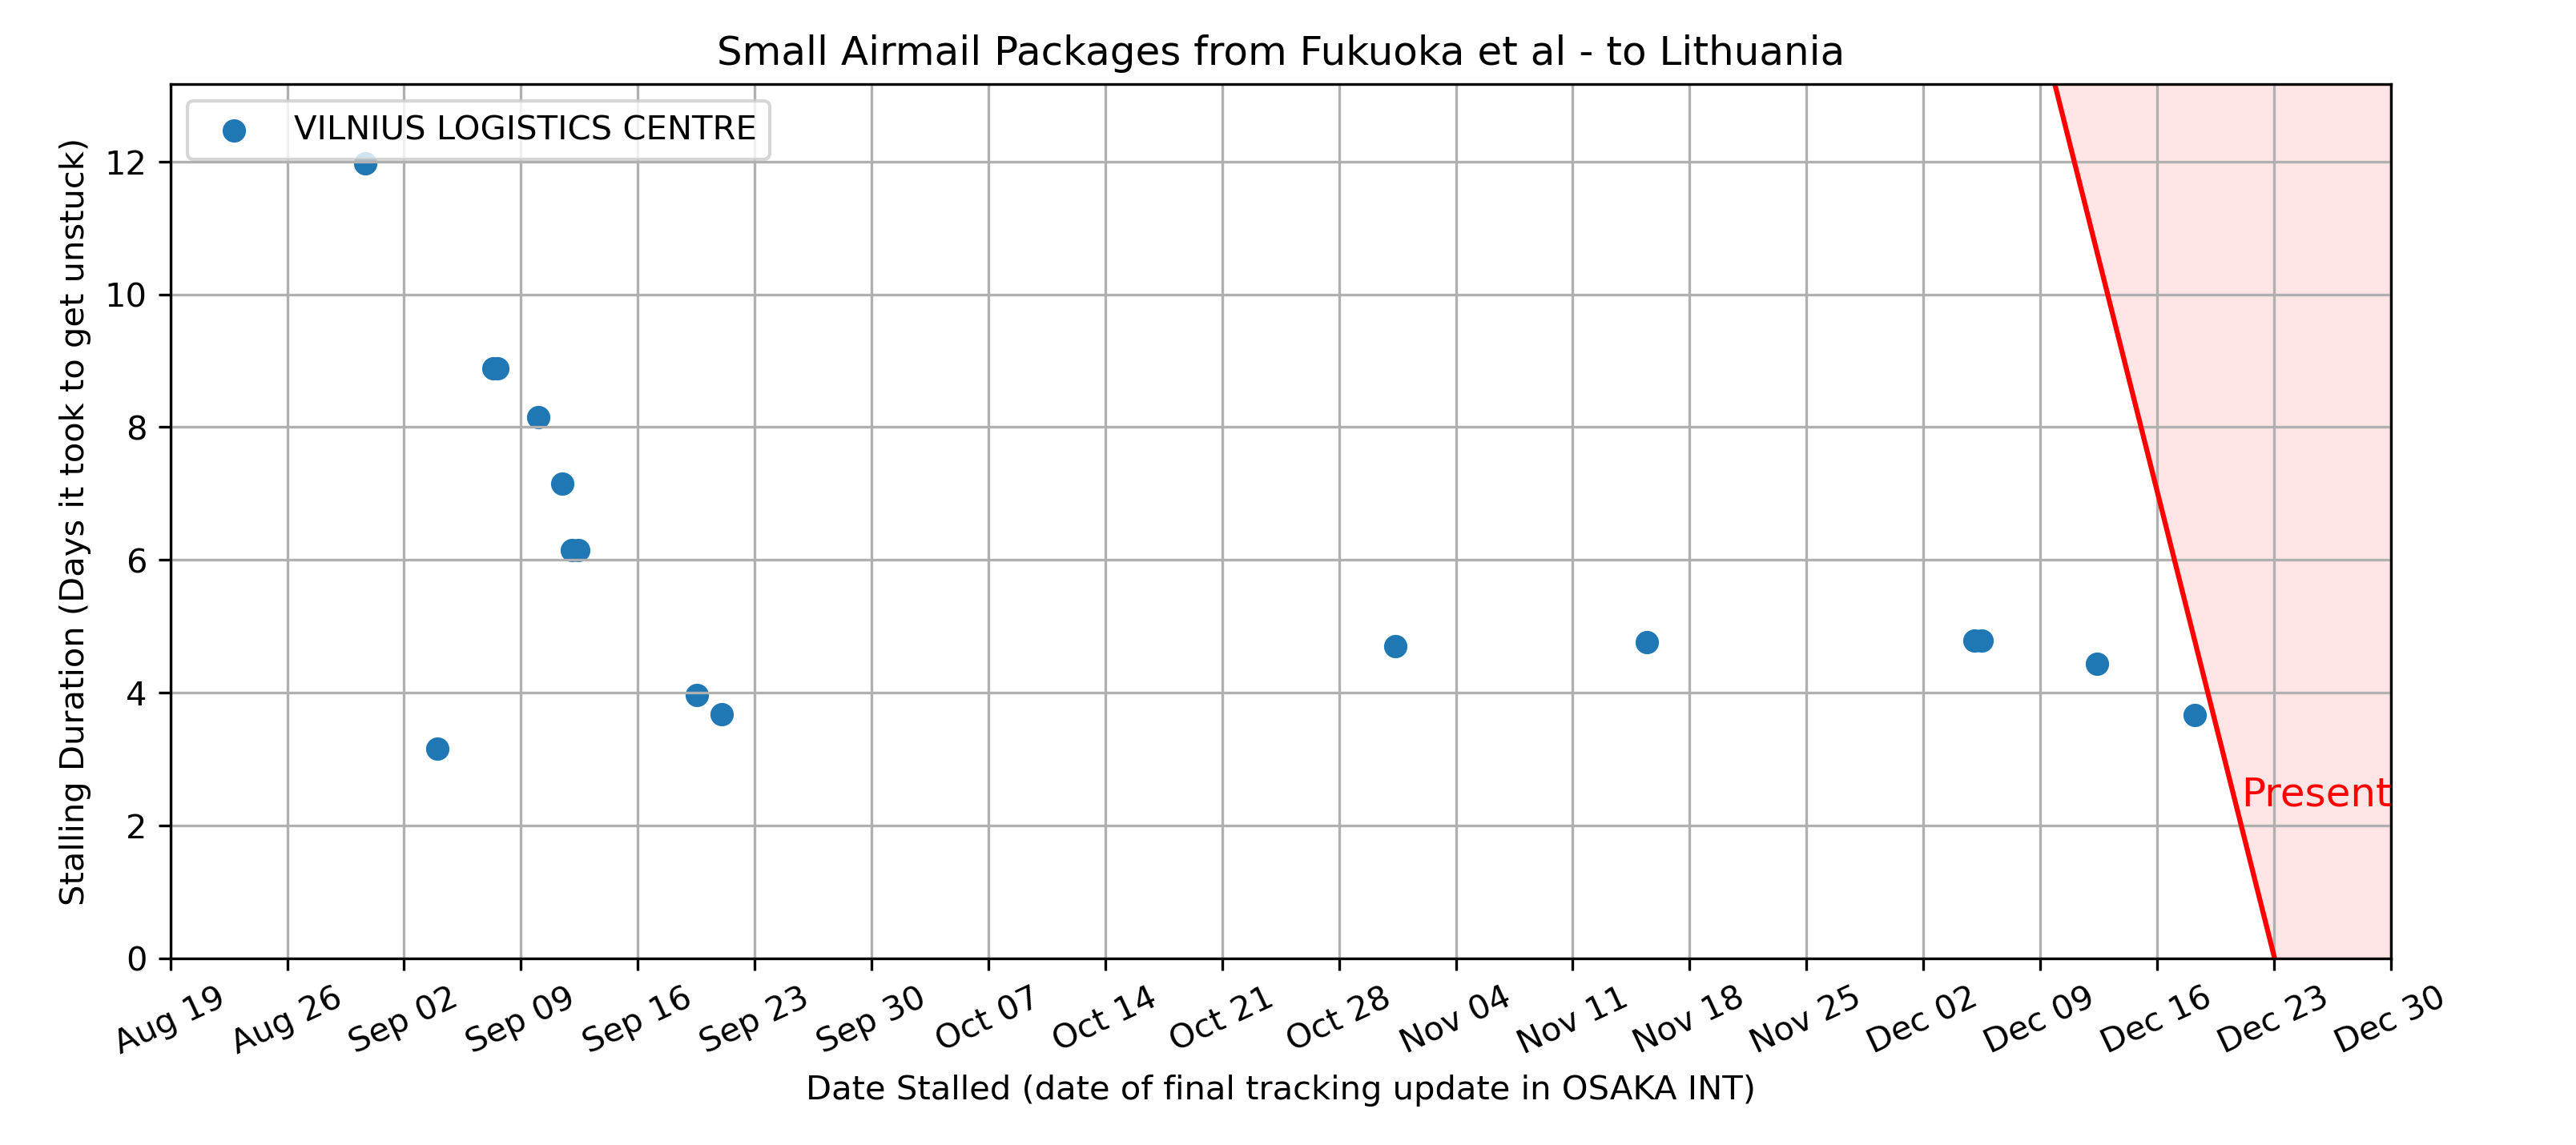 Small Airmail Packages from Fukuoka et al - to Lithuania
VILNIUS LOGISTICS CENTRE
Stalling Duration (Days it took to get unstuck)
12
10
8
6
4
2
0
Present
Aug 19 Aug 26 Sep 02 Sep 09 Sep 16 Sep 23 Sep 30 Oct 07 Oct 14 Oct 21 Oct 28 Nov 04 Nov 11 Nov 18 Nov 25 Dec 02 Dec 09 Dec 16 Dec 23 Dec 30
Date Stalled (date of final tracking update in OSAKA INT)